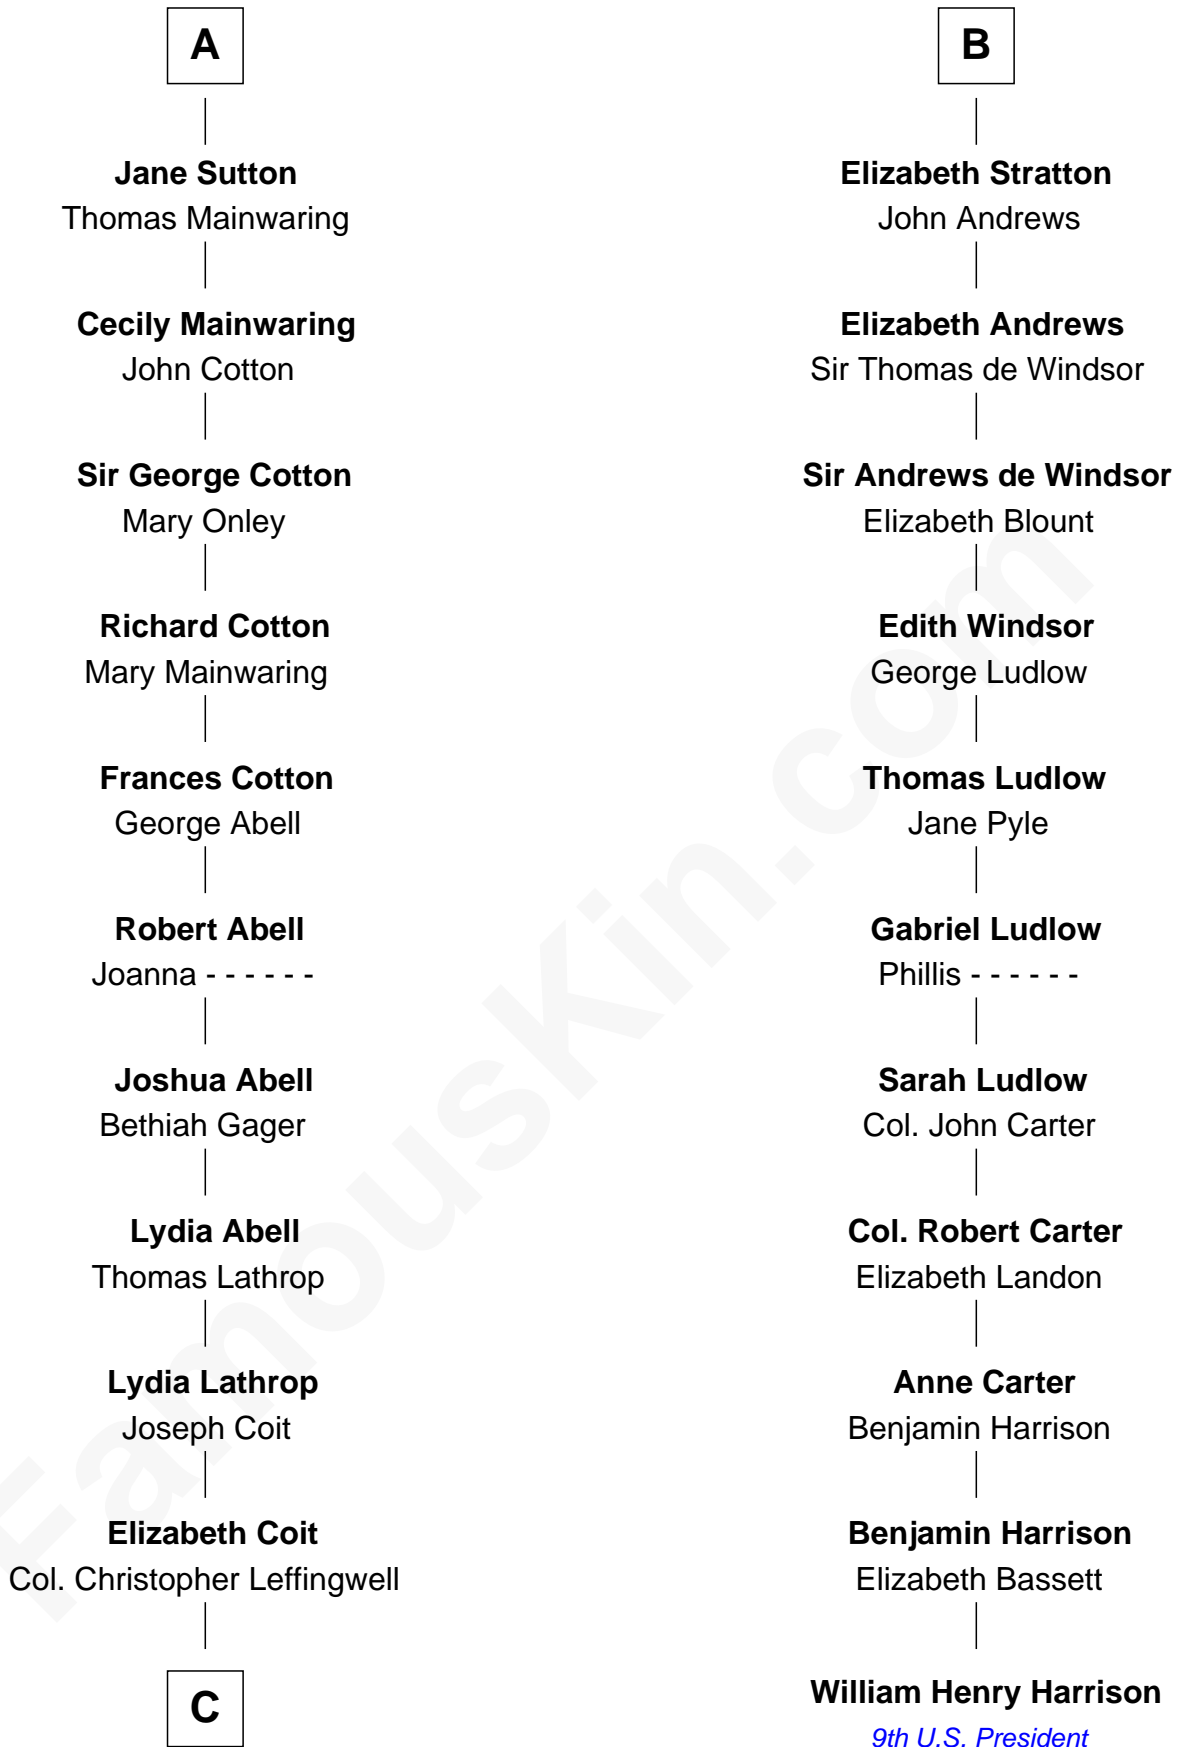 A
Jane Sutton
Thomas Mainwaring
Cecily Mainwaring
John Cotton
Sir George Cotton
Mary Onley
Richard Cotton
Mary Mainwaring
Frances Cotton
George Abell
Robert Abell
Joanna - - - - - -
Joshua Abell
Bethiah Gager
Lydia Abell
Thomas Lathrop
Lydia Lathrop
Joseph Coit
Elizabeth Coit
Col. Christopher Leffingwell
C
B
Elizabeth Stratton
John Andrews
Elizabeth Andrews
Sir Thomas de Windsor
Sir Andrews de Windsor
Elizabeth Blount
Edith Windsor
George Ludlow
Thomas Ludlow
Jane Pyle
Gabriel Ludlow
Phillis - - - - - -
Sarah Ludlow
Col. John Carter
Col. Robert Carter
Elizabeth Landon
Anne Carter
Benjamin Harrison
Benjamin Harrison
Elizabeth Bassett
William Henry Harrison
9th U.S. President
FamousKin.com